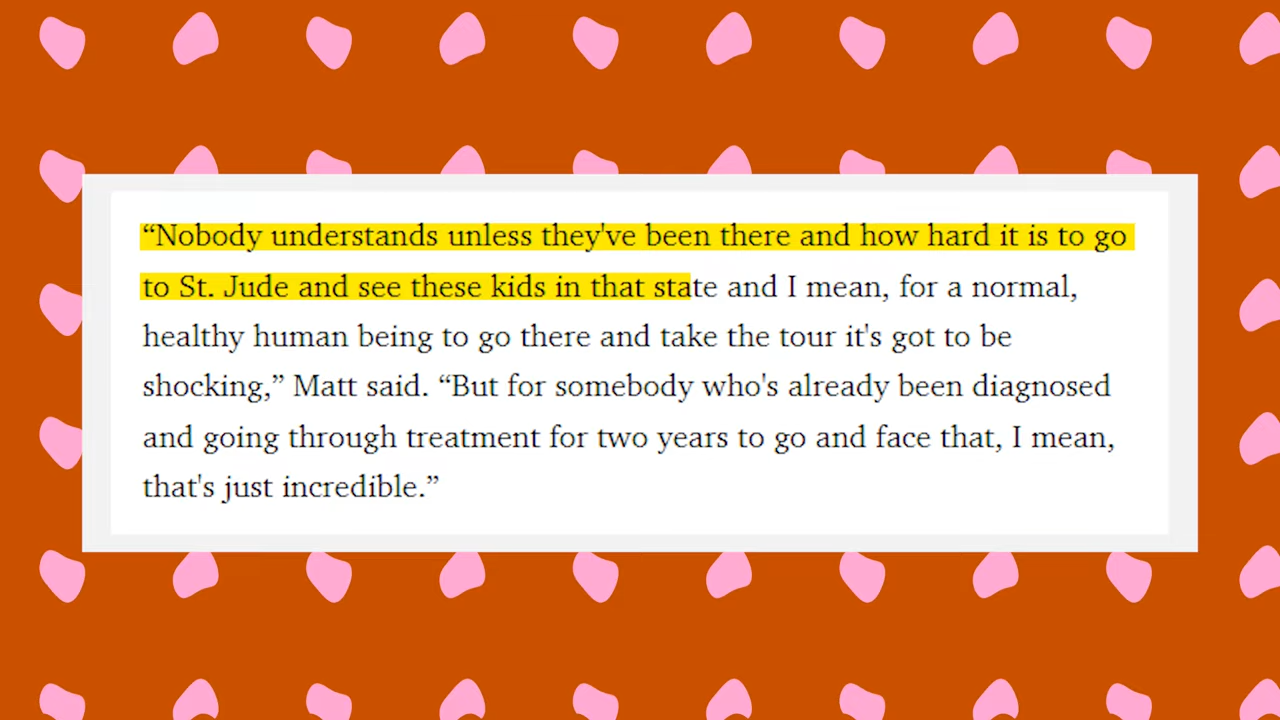 “Nobody understands unless they've been there and how hard it is to go
to St. Jude and see these kids in that state and I mean, for a normal,
healthy human being to go there and take the tour it's got to be
shocking,” Matt said. “But for somebody who's already been diagnosed
and going through treatment for two years to go and face that, I mean,
that's just incredible.”